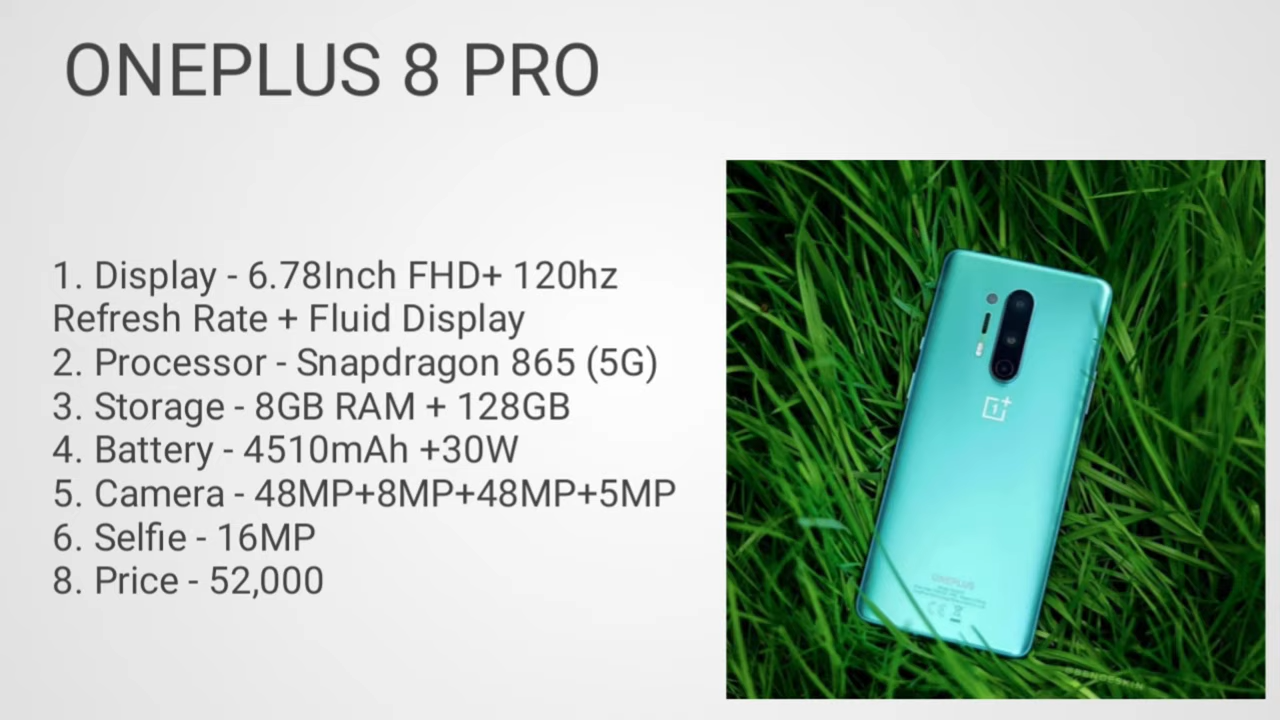 ONEPLUS 8 PRO
1. Display - 6.78Inch FHD+ 120hz
Refresh Rate + Fluid Display
2. Processor - Snapdragon 865 (5G)
3. Storage - 8GB RAM + 128GB
4. Battery - 4510mAh +30W
5. Camera - 48MP+8MP+48MP+5MP
6. Selfie - 16MP
8. Price - 52,000
ONEPLUS